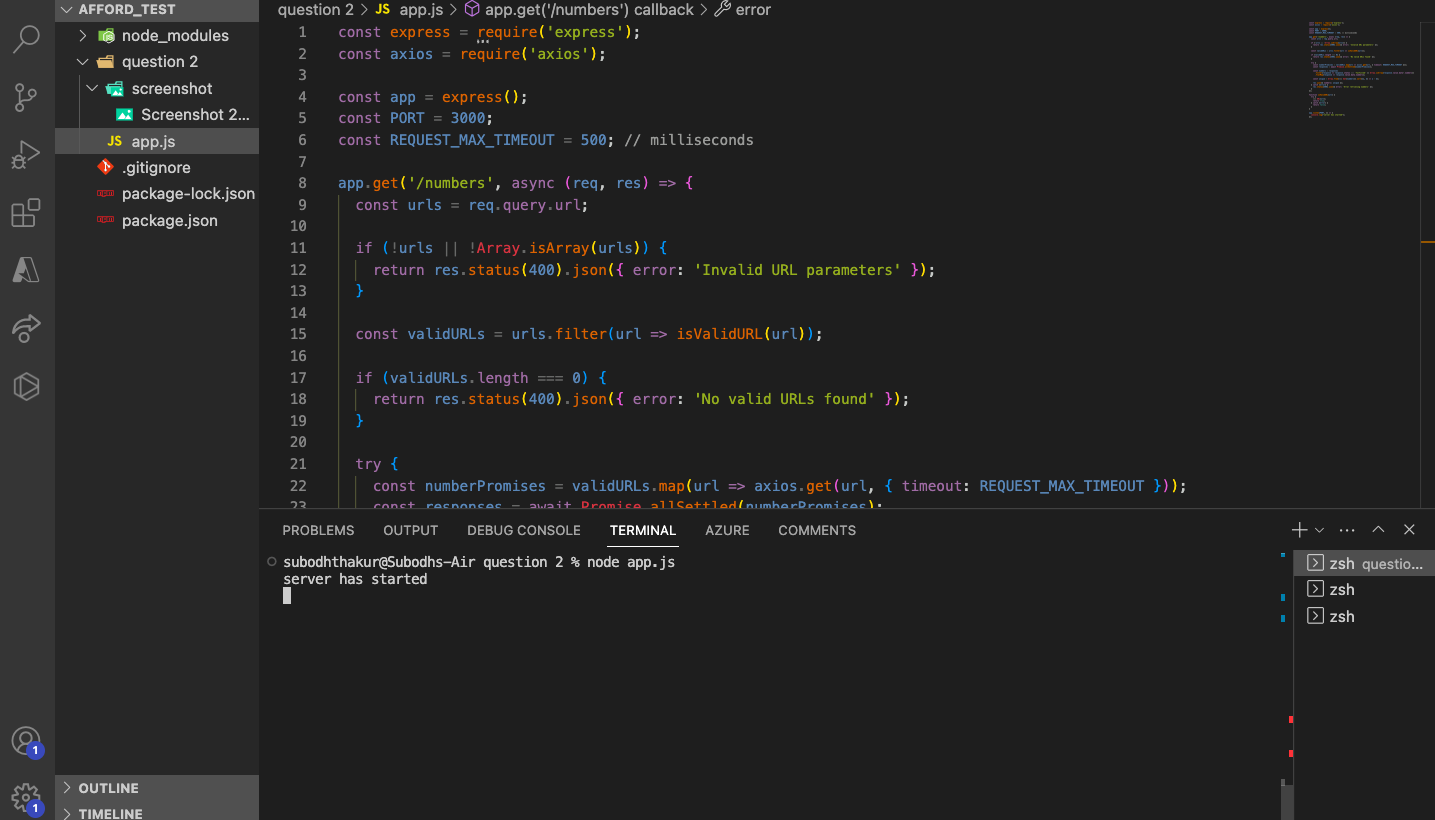 AFFORD_TEST
node_modules
question 2
screenshot
Screenshot 2...
JS app.js
.gitignore
package-lock.json
package.json
OUTLINE
TIMELINE
1
1
question 2 > JS app.js > app.get('/numbers') callback > error
1 const express = require('express');
2 const axios = require('axios');
3
4 const app = express();
5 const PORT = 3000;
6 const REQUEST_MAX_TIMEOUT = 500; // milliseconds
7
8 app.get('/numbers', async (req, res) => {
9 const urls = req.query.url;
10
11 if (!urls || !Array.isArray(urls)) {
12 return res.status(400).json({ error: 'Invalid URL parameters' });
13 }
14
15 const validURLs = urls.filter(url => isValidURL(url));
16
17 if (validURLs.length === 0) {
18 return res.status(400).json({ error: 'No valid URLs found' });
19 }
20
21 try {
22 const numberPromises = validURLs.map(url => axios.get(url, { timeout: REQUEST_MAX_TIMEOUT }));
23 const responses = await Promise.allSettled(numberPromises);
PROBLEMS OUTPUT DEBUG CONSOLE TERMINAL AZURE COMMENTS
subodhthakur@Subodhs-Air question 2 % node app.js
server has started
zsh questio...
zsh
zsh